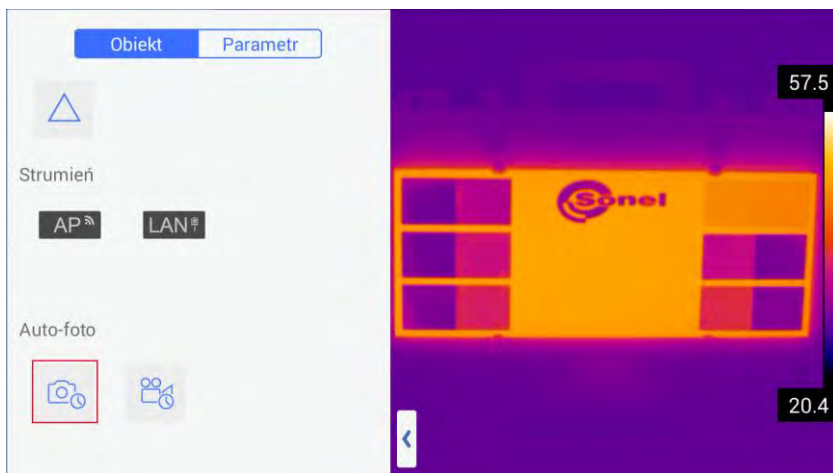 Obiekt
Parametr
Strumień
AP
LAN
Auto-foto
57.5
sonel
20.4